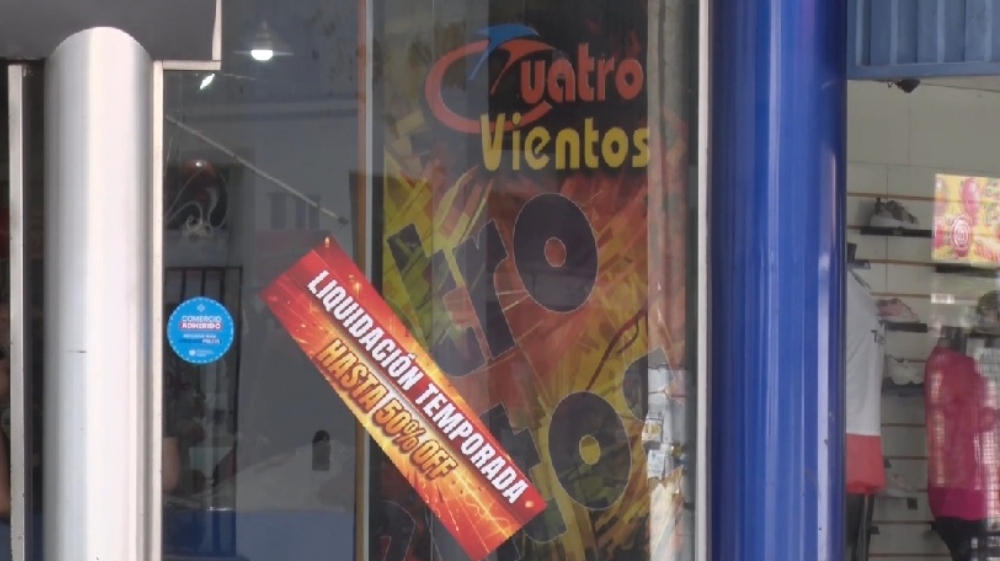 Cuatro
Vientos
COMERCIO
ADHERIDO
LIQUIDACIÓN TEMPORADA
HASTA 50% OFF